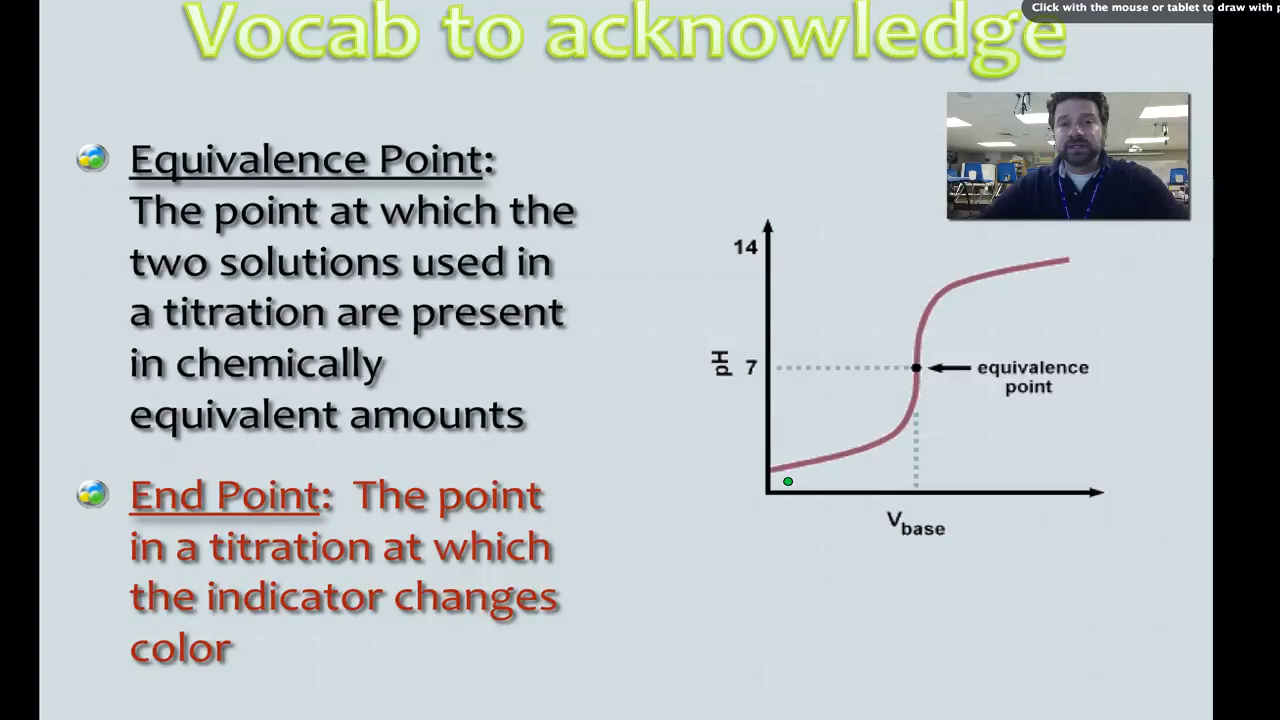 Click with the mouse or tablet to draw with
Vocab to acknowledge
Equivalence Point:
The point at which the
two solutions used in
a titration are present
in chemically
equivalent amounts
End Point: The point
in a titration at which
the indicator changes
color
14
pH 7
equivalence
point
Vbase